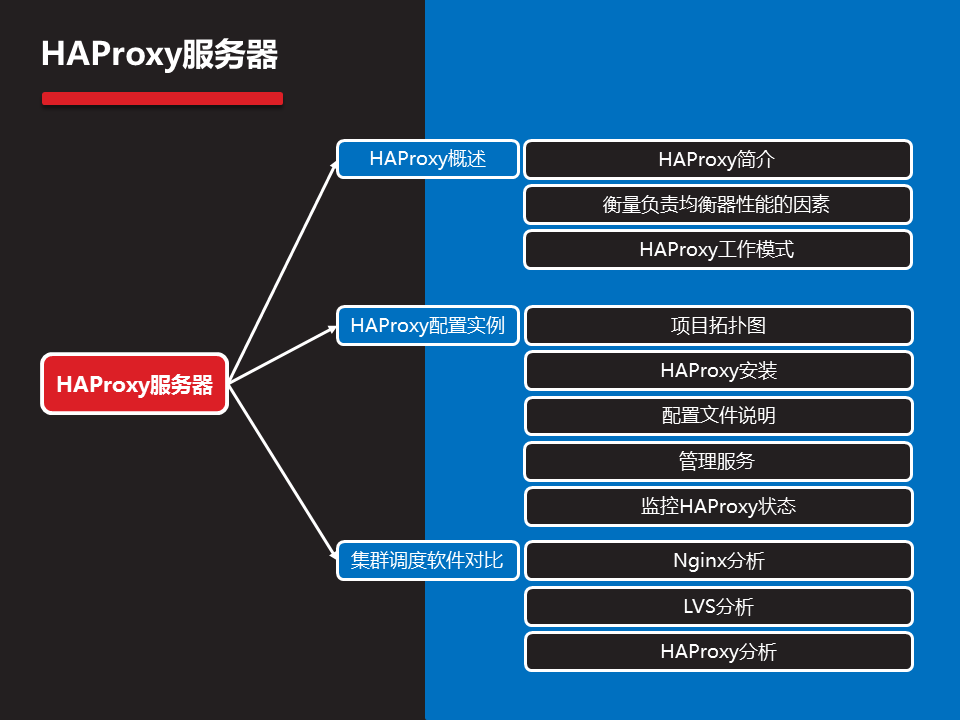 HAProxy服务器
HAProxy概述
HAProxy简介
衡量负责均衡器性能的因素
HAProxy工作模式
HAProxy配置实例
项目拓扑图
HAProxy安装
HAProxy服务器
配置文件说明
管理服务
监控HAProxy状态
集群调度软件对比
Nginx分析
LVS分析
HAProxy分析